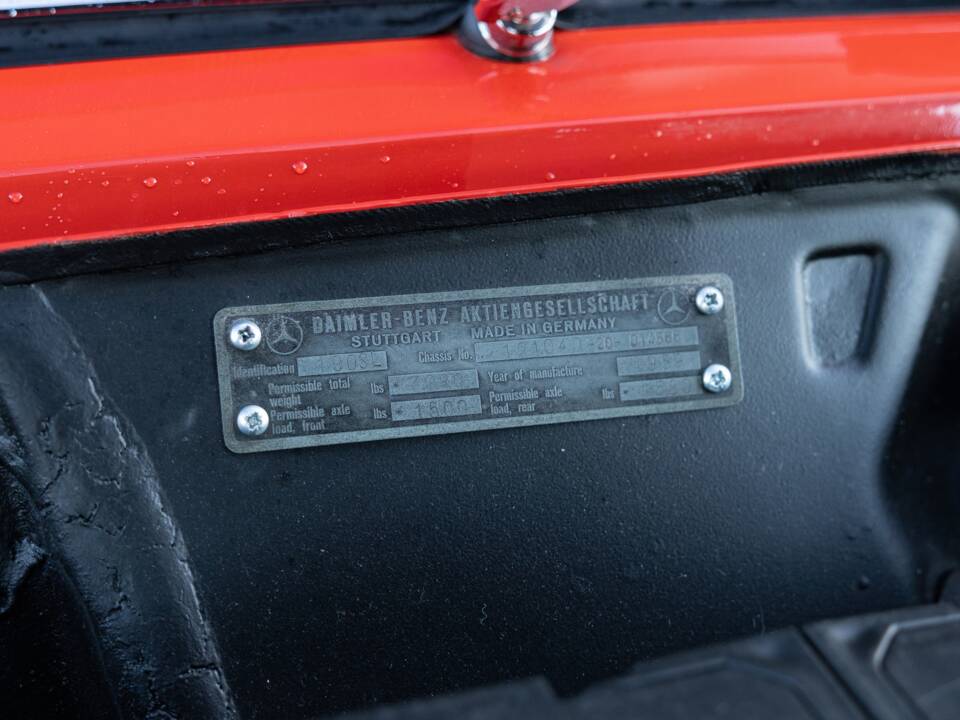 DAIMLER-BENZ AKTIENGESELLSCHAFT
STUTTGART MADE IN GERMANY
Identification Chassis No.
Permissible total weight lbs Year of manufacture
Permissible axle load, front lbs 1800 Permissible axle load, rear lbs